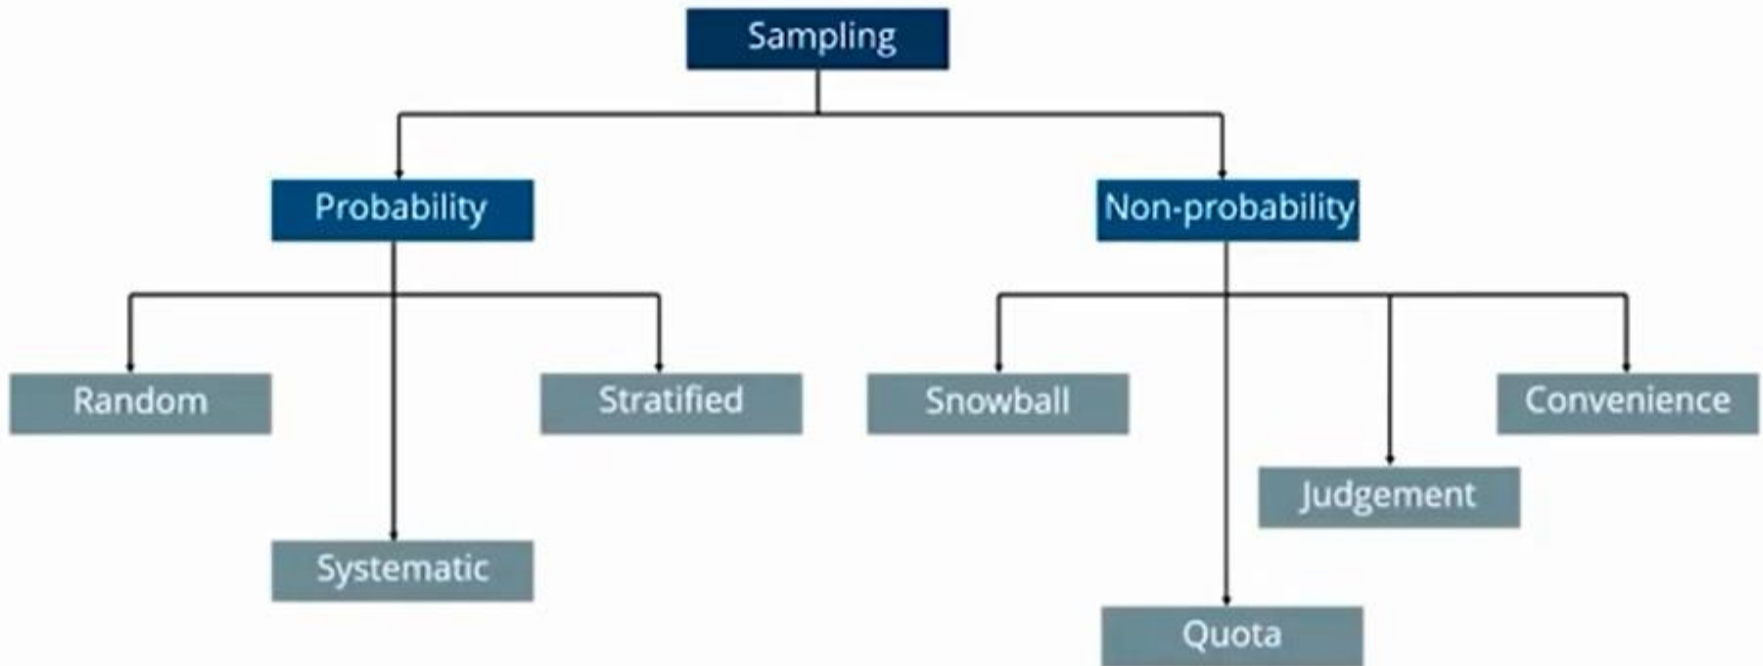 Sampling
Probability
Non-probability
Random
Stratified
Snowball
Convenience
Judgement
Systematic
Quota